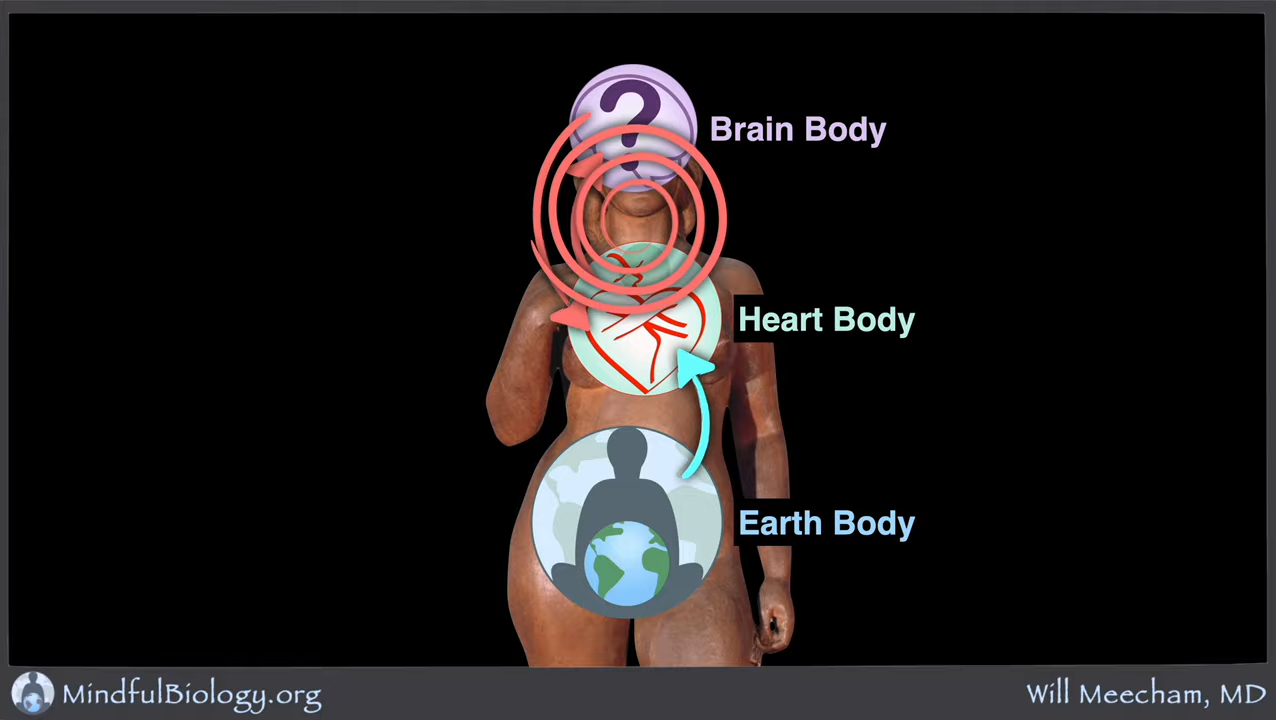 ?
Brain Body
Heart Body
Earth Body
MindfulBiology.org
Will Meecham, MD